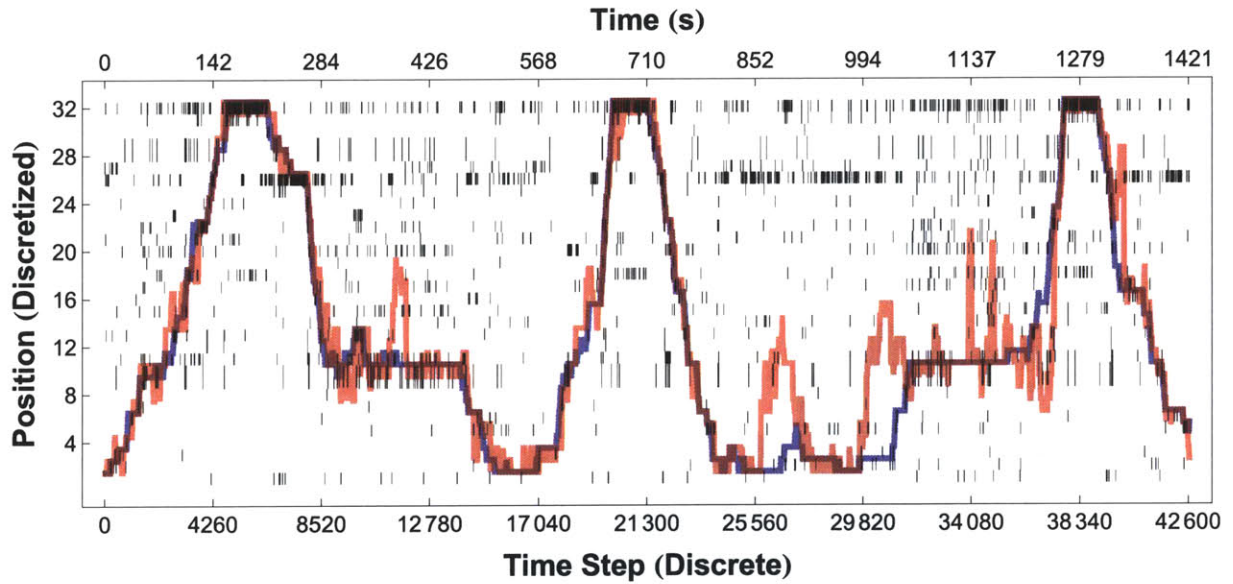 Time (s)
0 142 284 426 568 710 852 994 1137 1279 1421
Position (Discretized)
32
28
24
20
16
12
8
4
0 4260 8520 12780 17040 21300 25560 29820 34080 38340 42600
Time Step (Discrete)